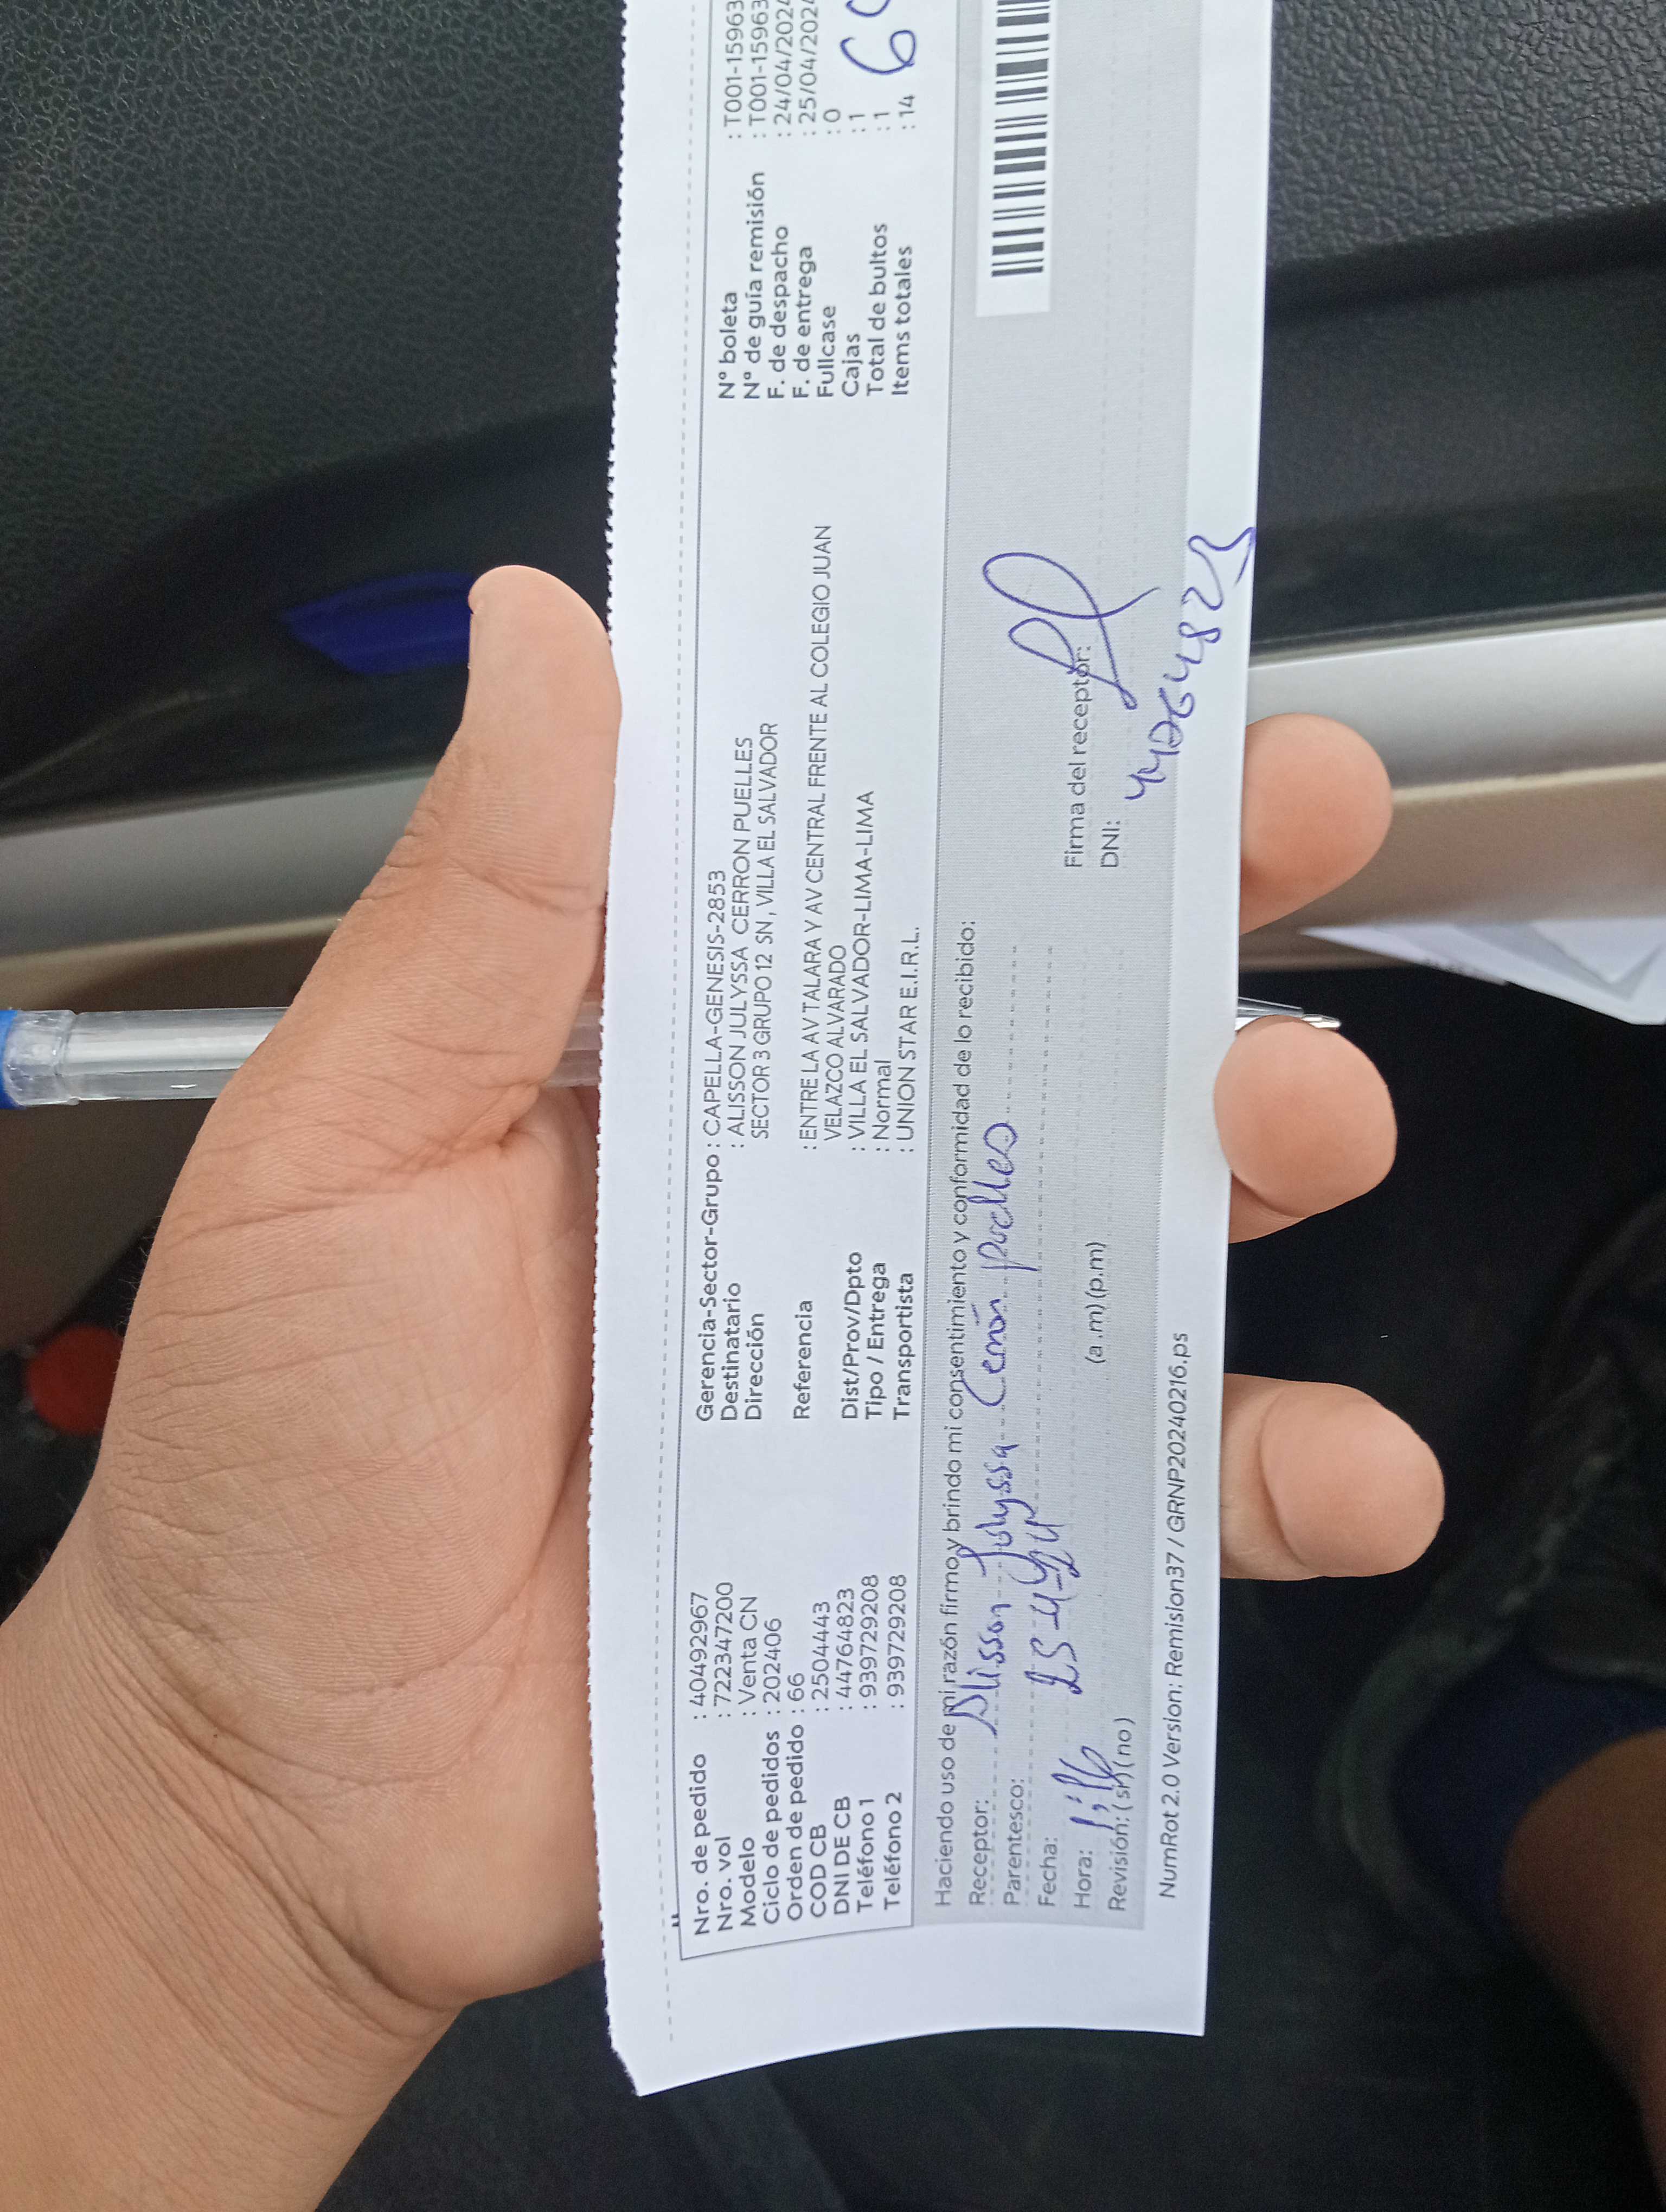 Nro. de pedido : 40492967
Nro. vol : 722347200
Modelo : Venta CN
Ciclo de pedidos : 202406
Orden de pedido : 66
COD CB : 2504443
DNI DE CB : 44764823
Teléfono 1 : 939729208
Teléfono 2 : 939729208
Gerencia-Sector-Grupo : CAPELLA-GENESIS-2853
Destinatario : ALISSON JULYSSA CERRON PUELLES
Dirección SECTOR 3 GRUPO 12 SN, VILLA EL SALVADOR
Referencia : ENTRE LA AV TALARA Y AV CENTRAL FRENTE AL COLEGIO JUAN
VELAZCO ALVARADO
Dist/Prov/Dpto : VILLA EL SALVADOR-LIMA-LIMA
Tipo / Entrega : Normal
Transportista : UNION STAR E.I.R.L.
N° boleta : T001-15963
N° de guía remisión : T001-15963
F. de despacho : 24/04/2024
F. de entrega : 25/04/2024
Fullcase : 0
Cajas : 1
Total de bultos : 1
Items totales : 14
Haciendo uso de mi razón firmo y brindo mi consentimiento y conformidad de lo recibido:
Receptor: Alisson Julyssa Cerrón Puelles
Parentesco:
Fecha: 25-4-24
Hora: (a .m) (p.m)
Revisión: ( si ) ( no )
Firma del receptor:
DNI: 44764823
NumRot 2.0 Version: Remision37 / GRNP20240216.ps